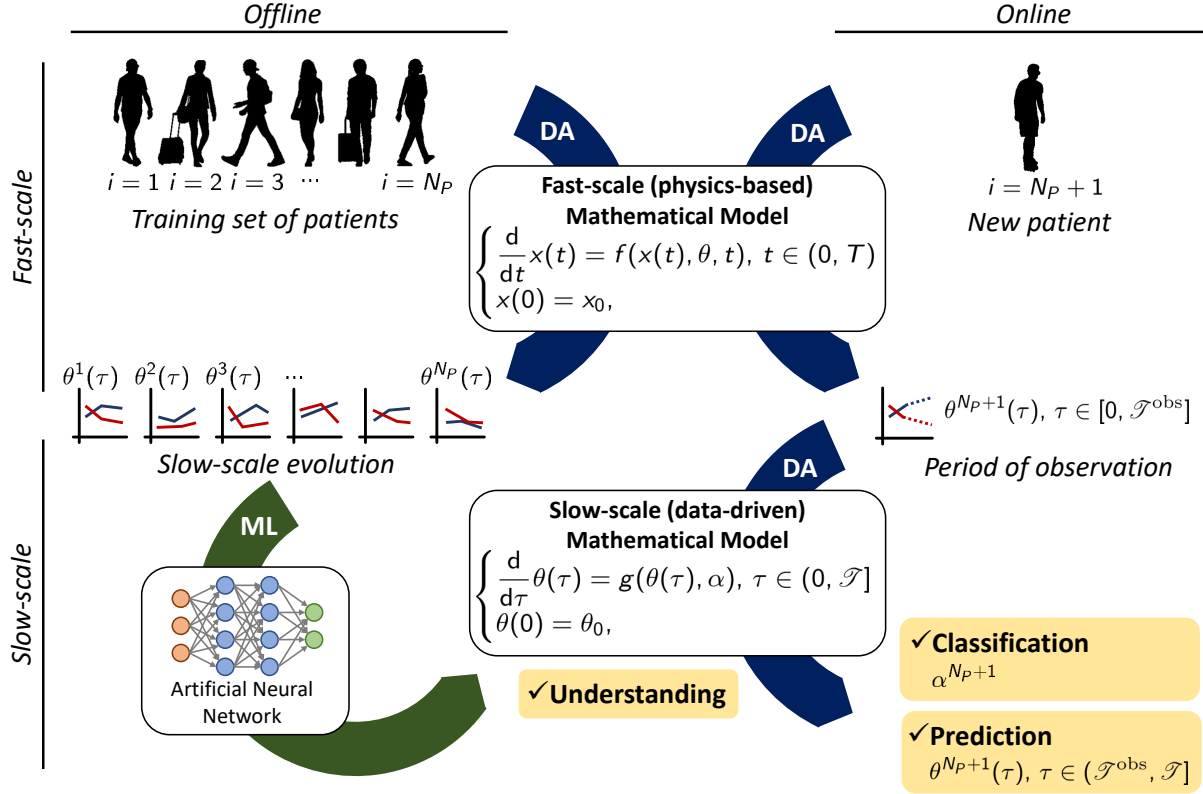 Offline
Online
Fast-scale
Slow-scale
i = 1 i = 2 i = 3 ... i = N_P
Training set of patients
DA
DA
i = N_P + 1
New patient
Fast-scale (physics-based)
Mathematical Model
d/dt x(t) = f(x(t), θ, t), t ∈ (0, T)
x(0) = x_0,
θ^1(τ) θ^2(τ) θ^3(τ) ... θ^{N_P}(τ)
Slow-scale evolution
θ^{N_P+1}(τ), τ ∈ [0, 𝒯^obs]
Period of observation
ML
DA
Artificial Neural
Network
Slow-scale (data-driven)
Mathematical Model
d/dτ θ(τ) = g(θ(τ), α), τ ∈ (0, 𝒯]
θ(0) = θ_0,
✓Understanding
✓Classification
α^{N_P+1}
✓Prediction
θ^{N_P+1}(τ), τ ∈ (𝒯^obs, 𝒯]